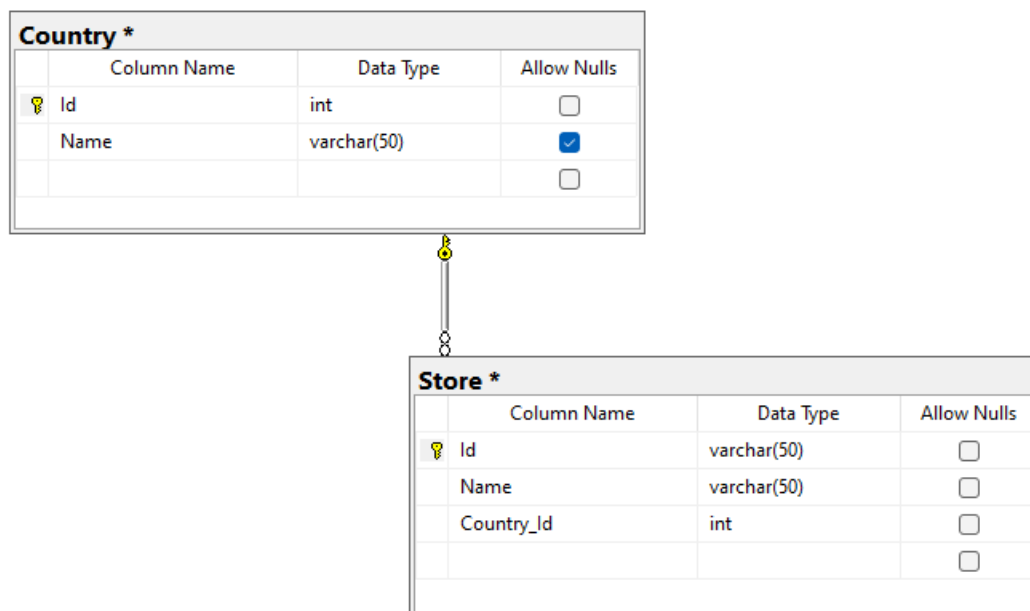 Country *
Column Name Data Type Allow Nulls
Id int
Name varchar(50)
Store *
Column Name Data Type Allow Nulls
Id varchar(50)
Name varchar(50)
Country_Id int